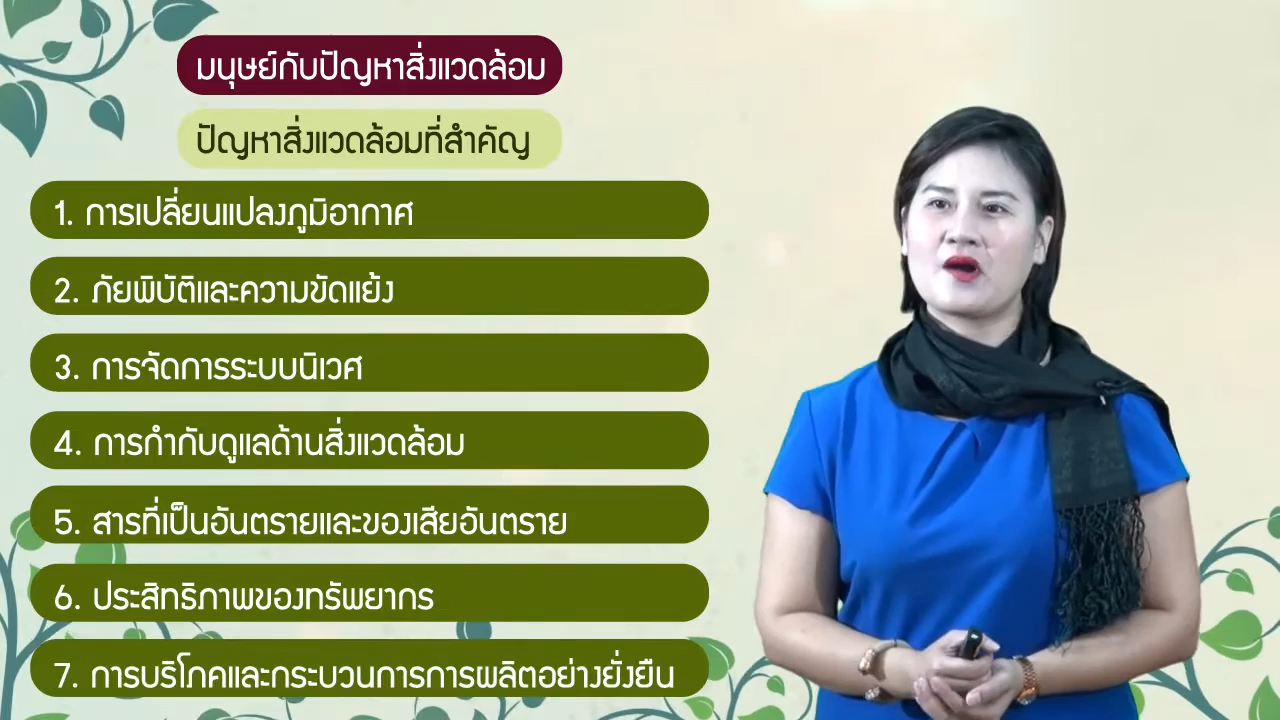 มนุษย์กับปัญหาสิ่งแวดล้อม
ปัญหาสิ่งแวดล้อมที่สำคัญ
1. การเปลี่ยนแปลงภูมิอากาศ
2. ภัยพิบัติและความขัดแย้ง
3. การจัดการระบบนิเวศ
4. การกำกับดูแลด้านสิ่งแวดล้อม
5. สารที่เป็นอันตรายและของเสียอันตราย
6. ประสิทธิภาพของทรัพยากร
7. การบริโภคและกระบวนการการผลิตอย่างยั่งยืน